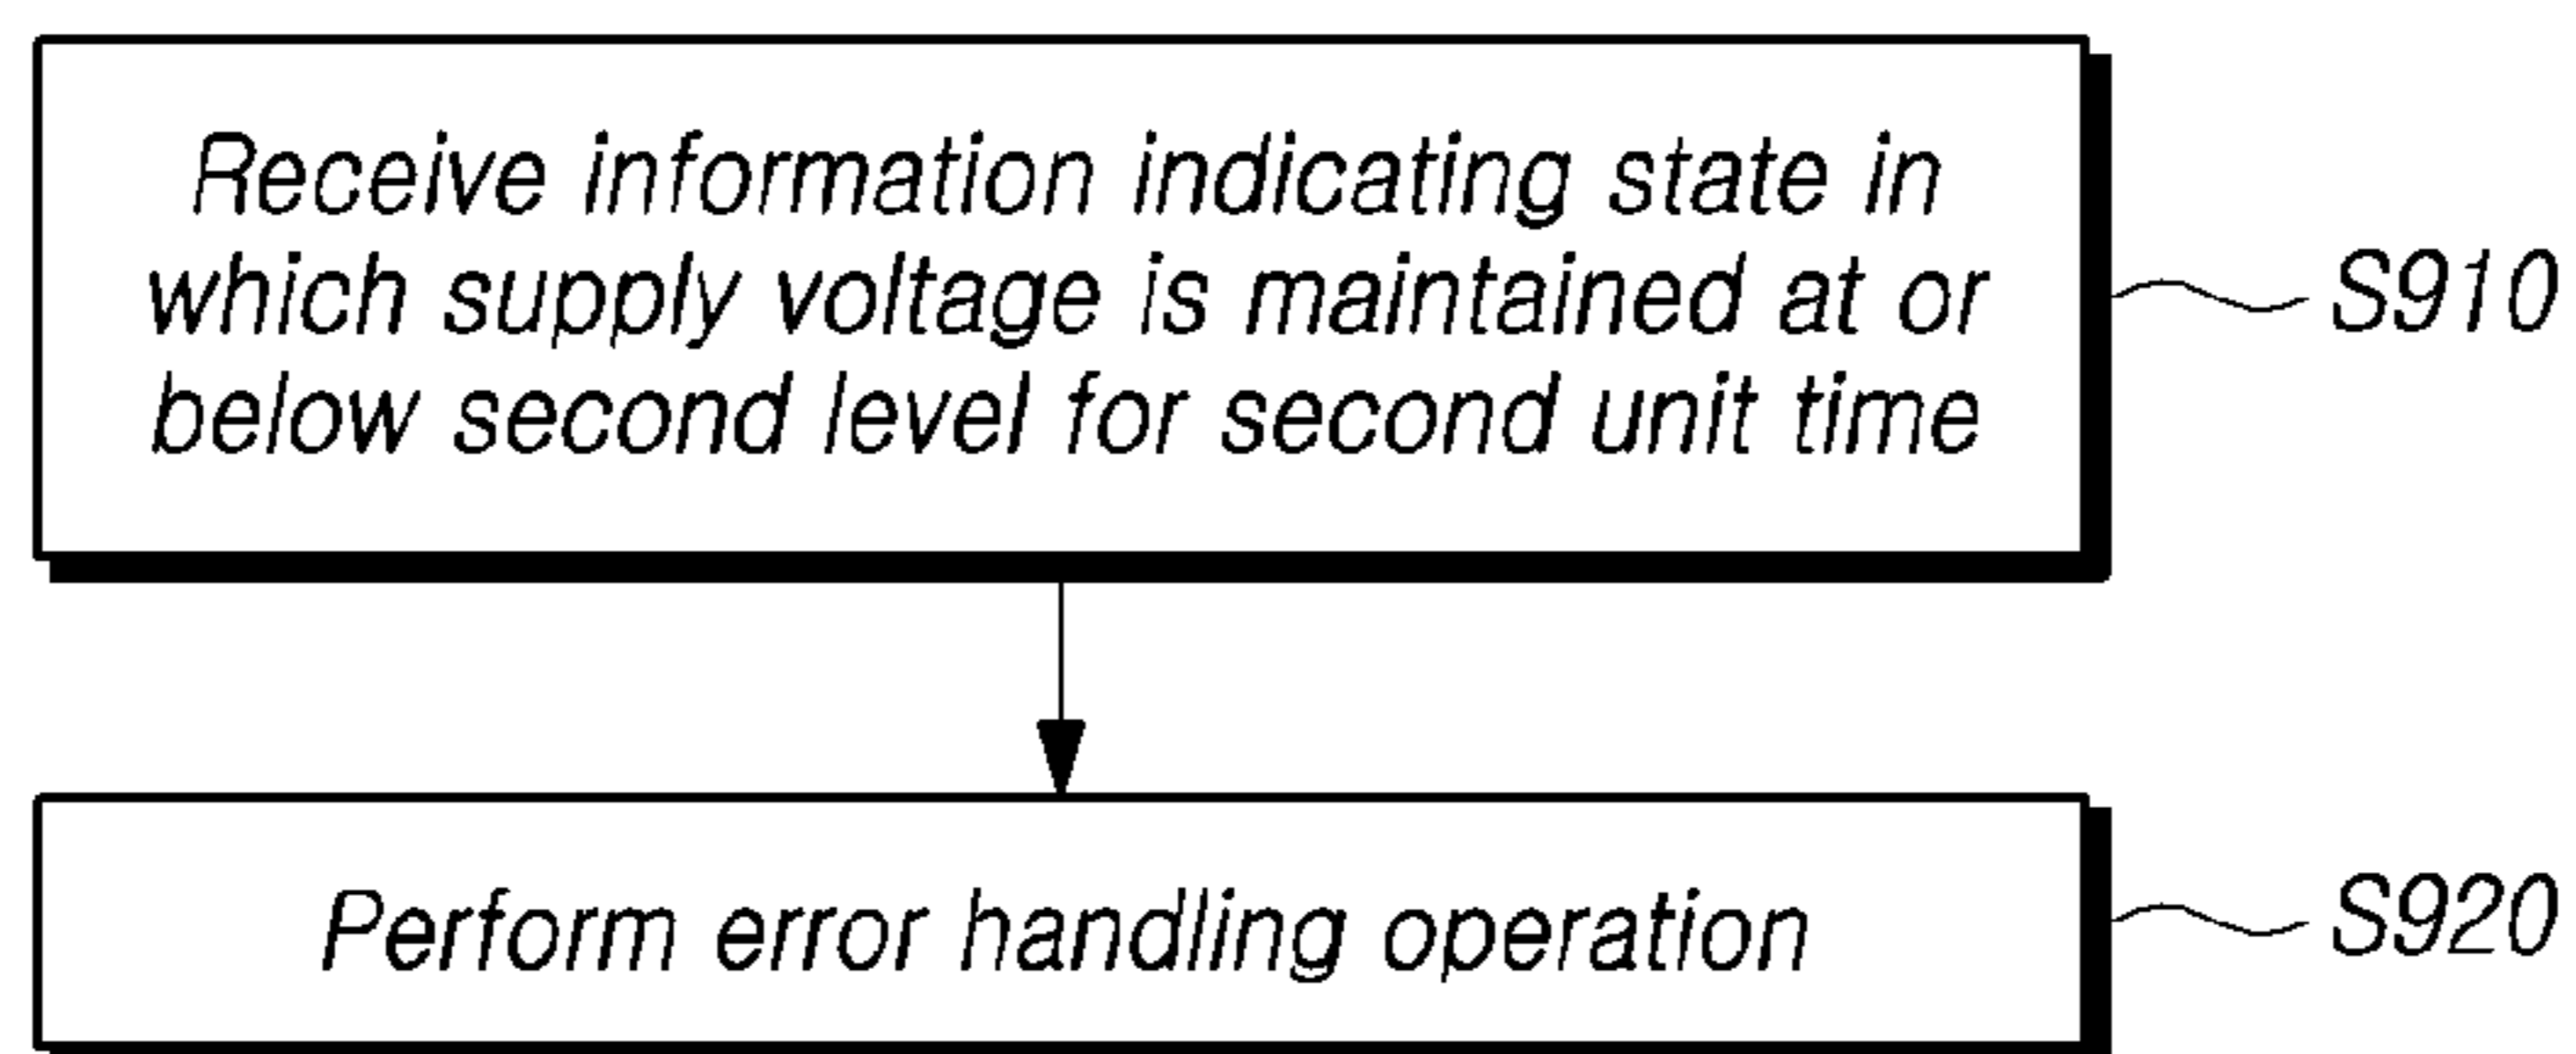 Receive information indicating state in
which supply voltage is maintained at or
below second level for second unit time
S910
Perform error handling operation
S920